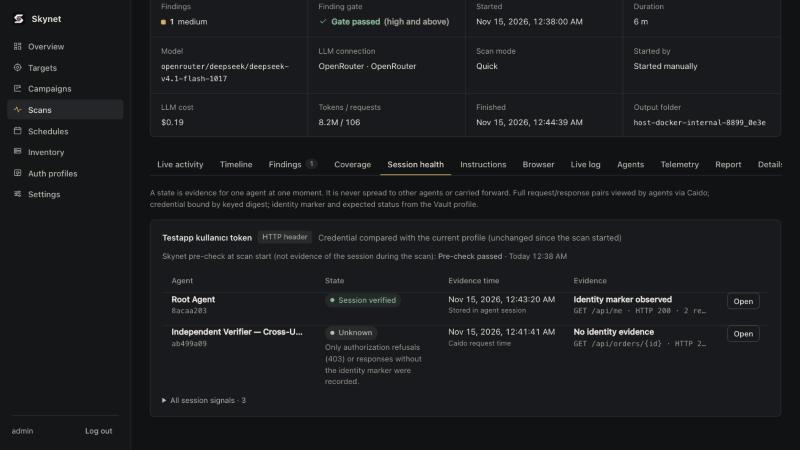 Skynet
Overview
Targets
Campaigns
Scans
Schedules
Inventory
Auth profiles
Settings
admin
Log out
Findings
1 medium
Finding gate
Gate passed (high and above)
Started
Nov 15, 2026, 12:38:00 AM
Duration
6 m
Model
openrouter/deepseek/deepseek-
v4.1-flash-1017
LLM connection
OpenRouter · OpenRouter
Scan mode
Quick
Started by
Started manually
LLM cost
$0.19
Tokens / requests
8.2M / 106
Finished
Nov 15, 2026, 12:44:39 AM
Output folder
host-docker-internal-8899_0e3e
Live activity
Timeline
Findings 1
Coverage
Session health
Instructions
Browser
Live log
Agents
Telemetry
Report
Details
A state is evidence for one agent at one moment. It is never spread to other agents or carried forward. Full request/response pairs viewed by agents via Caido;
credential bound by keyed digest; identity marker and expected status from the Vault profile.
Testapp kullanıcı token HTTP header Credential compared with the current profile (unchanged since the scan started)
Skynet pre-check at scan start (not evidence of the session during the scan): Pre-check passed · Today 12:38 AM
Agent
State
Evidence time
Evidence
Root Agent
8acaa203
Session verified
Nov 15, 2026, 12:43:20 AM
Stored in agent session
Identity marker observed
GET /api/me · HTTP 200 · 2 re…
Open
Independent Verifier — Cross-U…
ab499a09
Unknown
Only authorization refusals
(403) or responses without
the identity marker were
recorded.
Nov 15, 2026, 12:41:41 AM
Caido request time
No identity evidence
GET /api/orders/{id} · HTTP 2…
Open
All session signals · 3